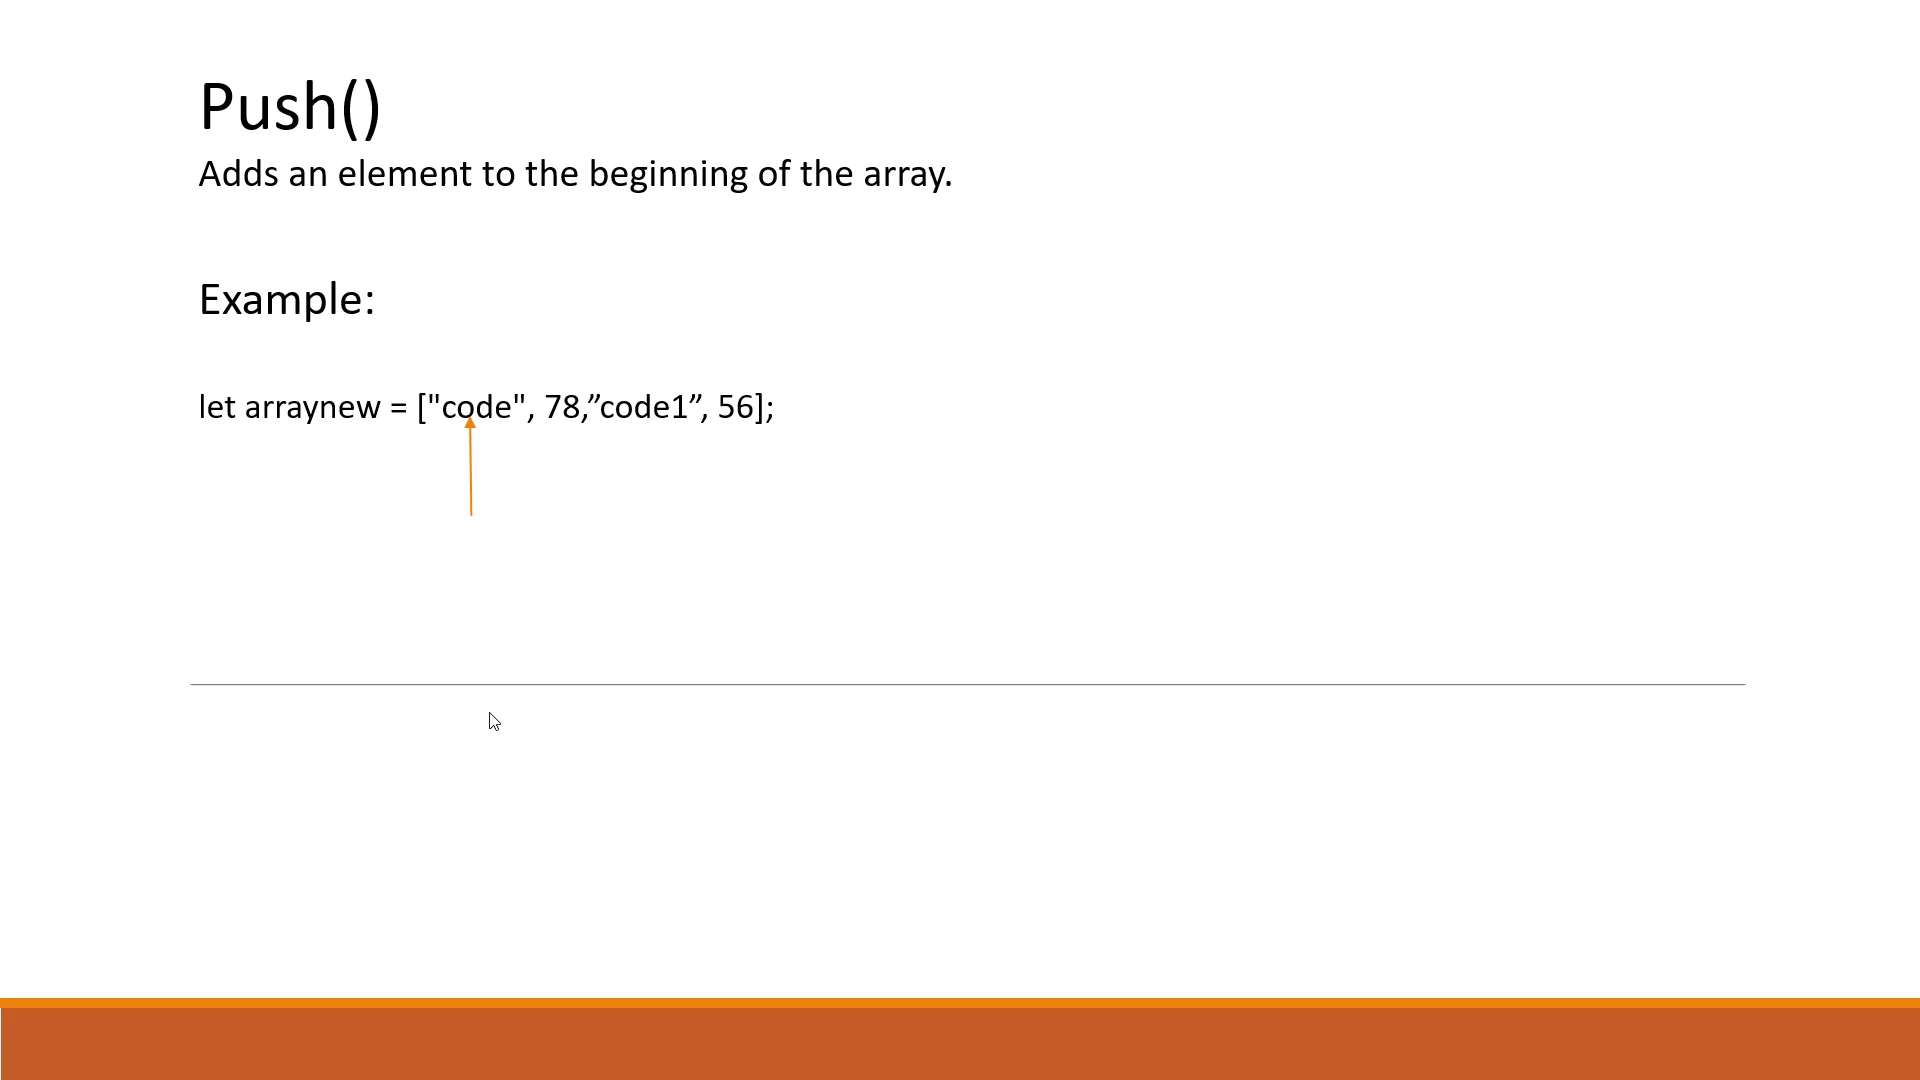 Push()
Adds an element to the beginning of the array.
Example:
let arraynew = ["code", 78,”code1”, 56];